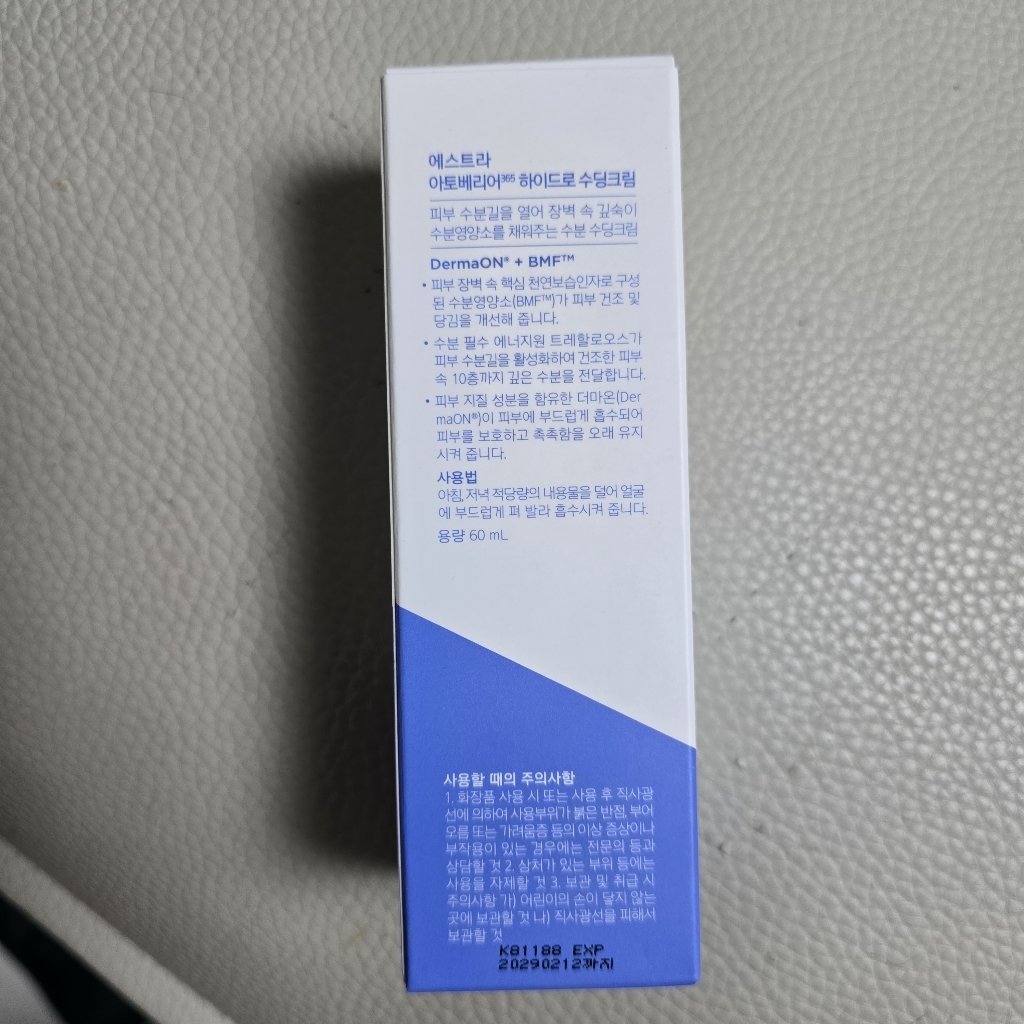 에스트라
아토베리어³⁶⁵ 하이드로 수딩크림
피부 수분길을 열어 장벽 속 깊숙이
수분영양소를 채워주는 수분 수딩크림
DermaON® + BMF™
• 피부 장벽 속 핵심 천연보습인자로 구성
된 수분영양소(BMF™)가 피부 건조 및
당김을 개선해 줍니다.
• 수분 필수 에너지원 트레할로오스가
피부 수분길을 활성화하여 건조한 피부
속 10층까지 깊은 수분을 전달합니다.
• 피부 지질 성분을 함유한 더마온(Der
maON®)이 피부에 부드럽게 흡수되어
피부를 보호하고 촉촉함을 오래 유지
시켜 줍니다.
사용법
아침, 저녁 적당량의 내용물을 덜어 얼굴
에 부드럽게 펴 발라 흡수시켜 줍니다.
용량 60 mL
사용할 때의 주의사항
1. 화장품 사용 시 또는 사용 후 직사광
선에 의하여 사용부위가 붉은 반점, 부어
오름 또는 가려움증 등의 이상 증상이나
부작용이 있는 경우에는 전문의 등과
상담할 것 2. 상처가 있는 부위 등에는
사용을 자제할 것 3. 보관 및 취급 시
주의사항 가) 어린이의 손이 닿지 않는
곳에 보관할 것 나) 직사광선을 피해서
보관할 것
K81188 EXP
20290212까지